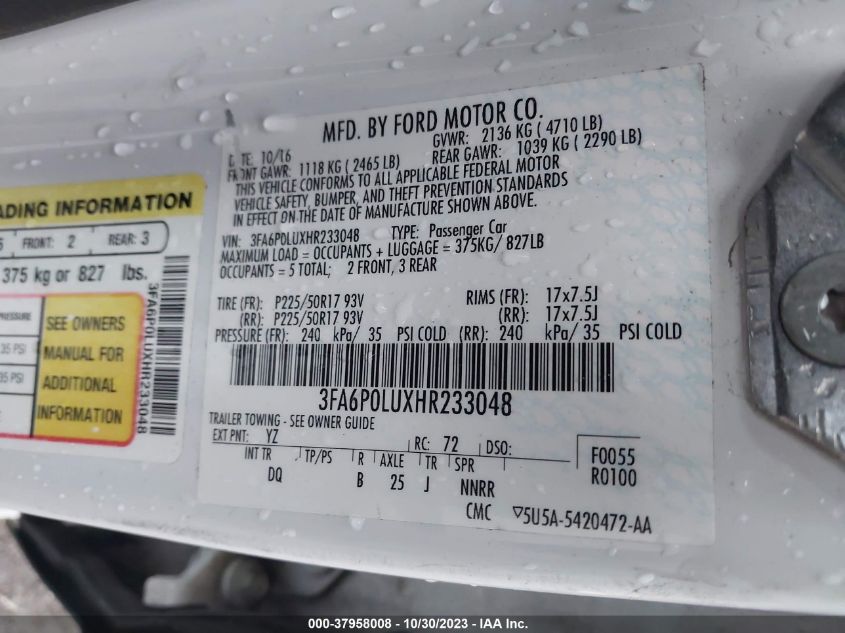 MFD. BY FORD MOTOR CO.
TE: 10/16 GVWR: 2136 KG ( 4710 LB)
FRONT GAWR: 1118 KG ( 2465 LB) REAR GAWR: 1039 KG ( 2290 LB)
THIS VEHICLE CONFORMS TO ALL APPLICABLE FEDERAL MOTOR
VEHICLE SAFETY, BUMPER, AND THEFT PREVENTION STANDARDS
IN EFFECT ON THE DATE OF MANUFACTURE SHOWN ABOVE.
VIN: 3FA6P0LUXHR233048 TYPE: Passenger Car
MAXIMUM LOAD = OCCUPANTS + LUGGAGE = 375KG/ 827LB
OCCUPANTS = 5 TOTAL; 2 FRONT, 3 REAR
TIRE (FR): P225/50R17 93V RIMS (FR): 17x7.5J
(RR): P225/50R17 93V (RR): 17x7.5J
PRESSURE (FR): 240 kPa/ 35 PSI COLD (RR): 240 kPa/ 35 PSI COLD
3FA6P0LUXHR233048
TRAILER TOWING - SEE OWNER GUIDE
EXT PNT: YZ RC: 72 DSO:
INT TR TP/PS R AXLE TR SPR
DQ B 25 J NNRR
F0055
R0100
CMC ▽5U5A-5420472-AA
ADING INFORMATION
5 FRONT: 2 REAR: 3
375 kg or 827 lbs.
PRESSURE
35 PSI
35 PSI
SEE OWNERS
MANUAL FOR
ADDITIONAL
INFORMATION
3FA6P0LUXHR233048
000-37958008 - 10/30/2023 - IAA Inc.